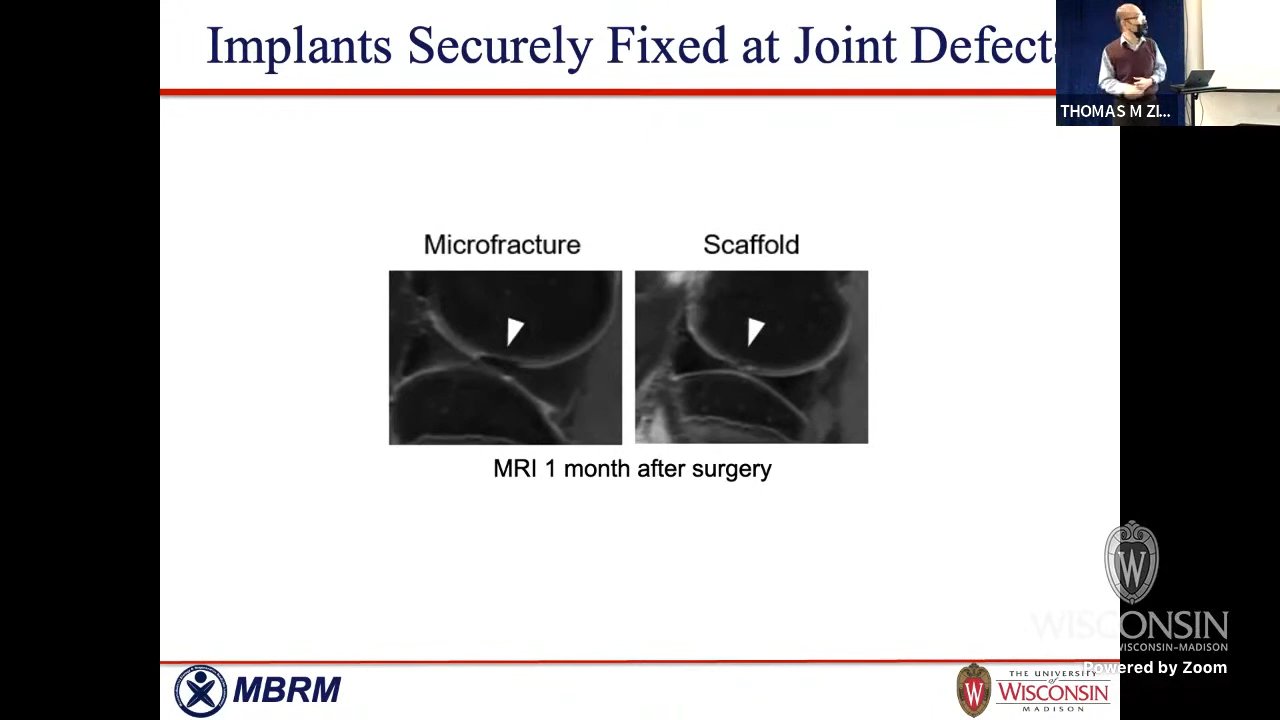 Implants Securely Fixed at Joint Defects
THOMAS M ZI...
Microfracture
Scaffold
MRI 1 month after surgery
W
WISCONSIN
WISCONSIN-MADISON
Powered by Zoom
MBRM
W
THE UNIVERSITY
of
WISCONSIN
MADISON